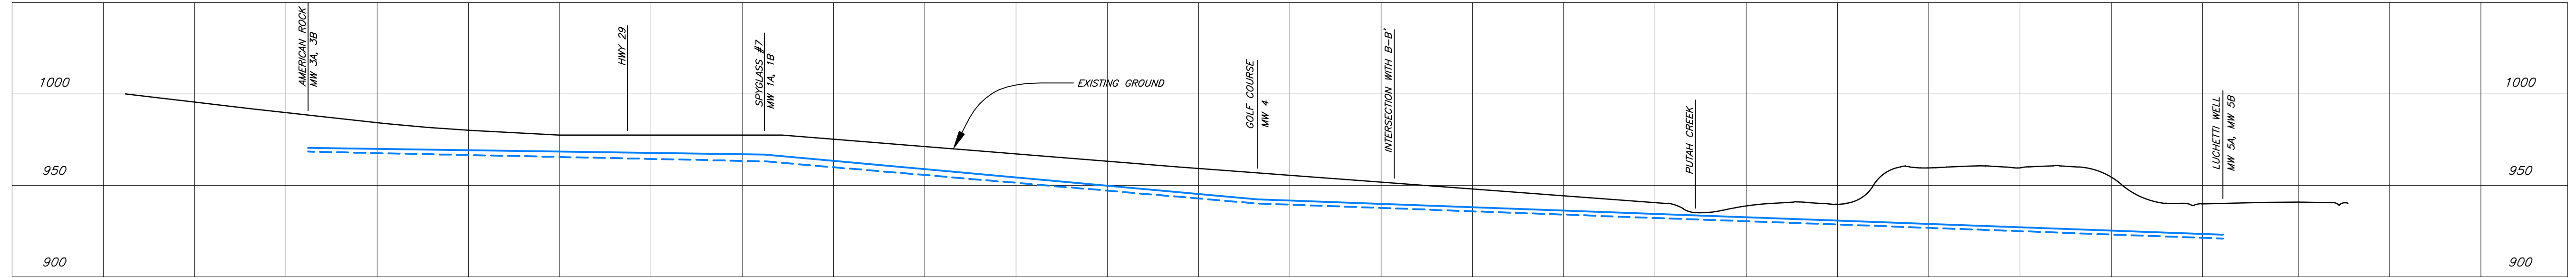 AMERICAN ROCK
MW 3A, 3B
HWY 29
SPYGLASS #7
MW 1A, 1B
EXISTING GROUND
GOLF COURSE
MW 4
INTERSECTION WITH B-B'
PUTAH CREEK
LUCHETTI WELL
MW 5A, MW 5B
1000
1000
950
950
900
900